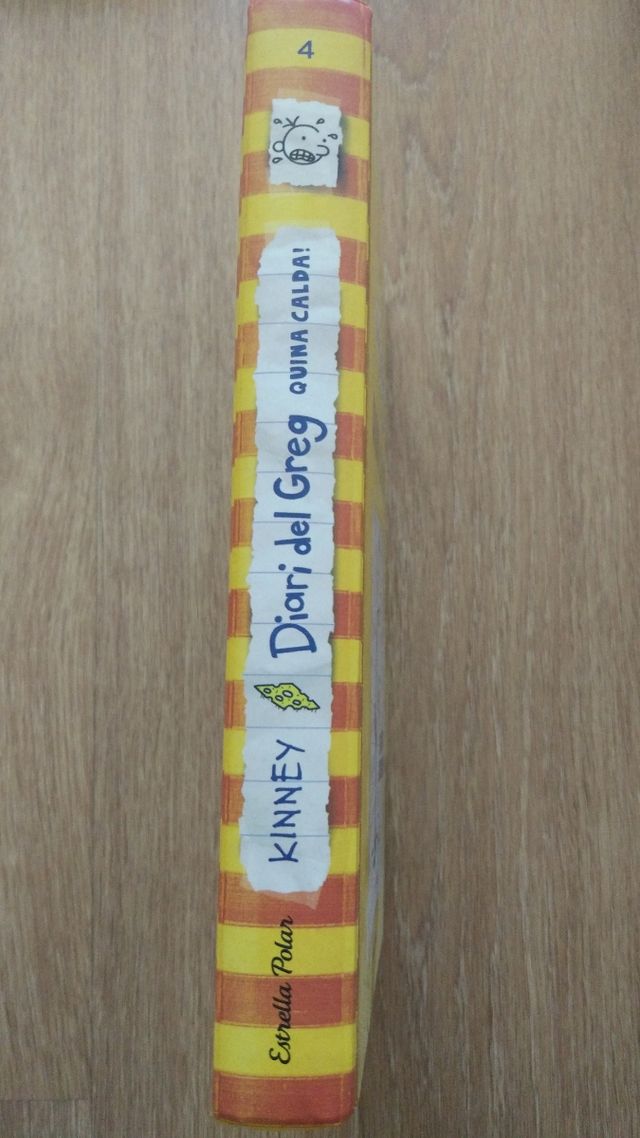 4
KINNEY Diari del Greg QUINA CALDA!
Estrella Polar